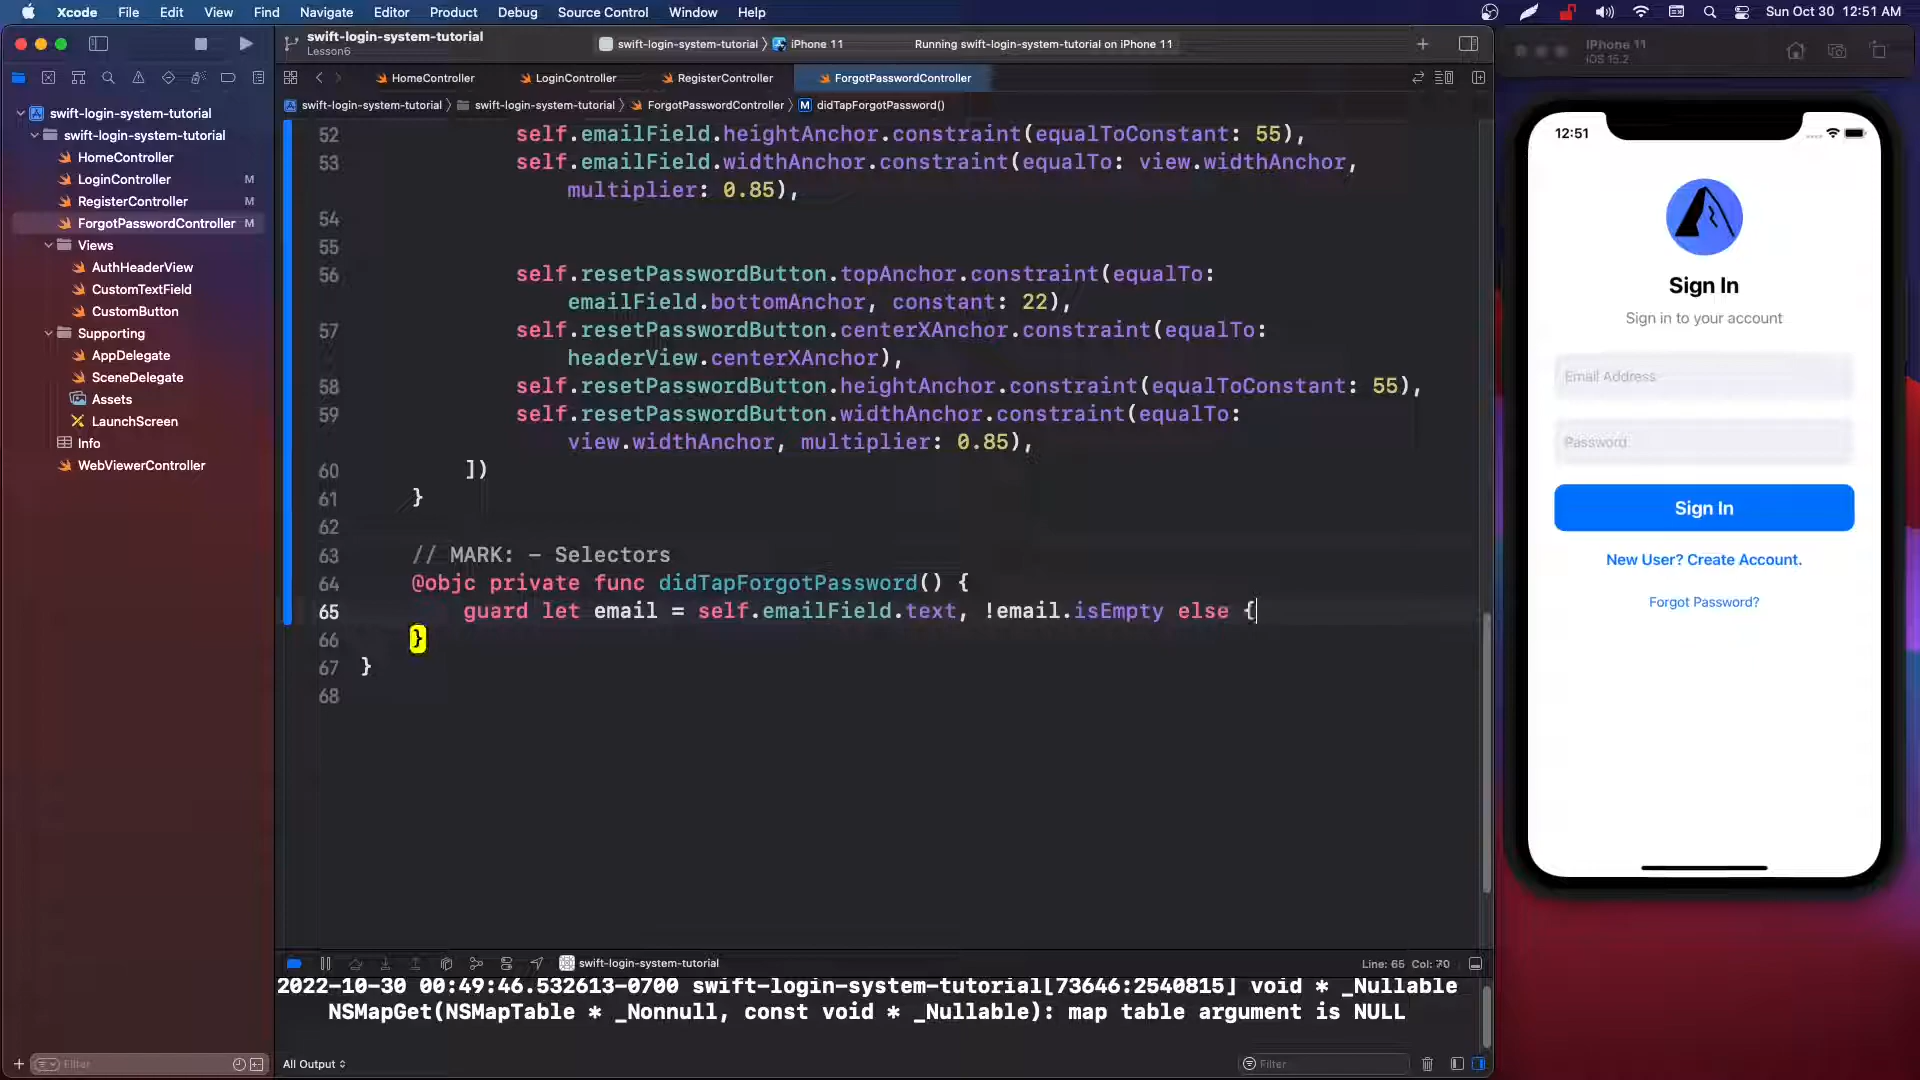 Xcode File Edit View Find Navigate Editor Product Debug Source Control Window Help
Sun Oct 30 12:51 AM
swift-login-system-tutorial
Lesson6
swift-login-system-tutorial
iPhone 11
Running swift-login-system-tutorial on iPhone 11
HomeController
LoginController
RegisterController
ForgotPasswordController
swift-login-system-tutorial
swift-login-system-tutorial
ForgotPasswordController
M didTapForgotPassword()
swift-login-system-tutorial
swift-login-system-tutorial
HomeController
LoginController M
RegisterController M
ForgotPasswordController M
Views
AuthHeaderView
CustomTextField
CustomButton
Supporting
AppDelegate
SceneDelegate
Assets
LaunchScreen
Info
WebViewerController
Filter
52 self.emailField.heightAnchor.constraint(equalToConstant: 55),
53 self.emailField.widthAnchor.constraint(equalTo: view.widthAnchor,
multiplier: 0.85),
54
55
56 self.resetPasswordButton.topAnchor.constraint(equalTo:
emailField.bottomAnchor, constant: 22),
57 self.resetPasswordButton.centerXAnchor.constraint(equalTo:
headerView.centerXAnchor),
58 self.resetPasswordButton.heightAnchor.constraint(equalToConstant: 55),
59 self.resetPasswordButton.widthAnchor.constraint(equalTo:
view.widthAnchor, multiplier: 0.85),
60 ])
61 }
62
63 // MARK: - Selectors
64 @objc private func didTapForgotPassword() {
65 guard let email = self.emailField.text, !email.isEmpty else {
66 }
67 }
68
swift-login-system-tutorial
Line: 65 Col: 70
2022-10-30 00:49:46.532613-0700 swift-login-system-tutorial[73646:2540815] void * _Nullable
NSMapGet(NSMapTable * _Nonnull, const void * _Nullable): map table argument is NULL
All Output
Filter
iPhone 11
iOS 15.2
12:51
Sign In
Sign in to your account
Email Address
Password
Sign In
New User? Create Account.
Forgot Password?